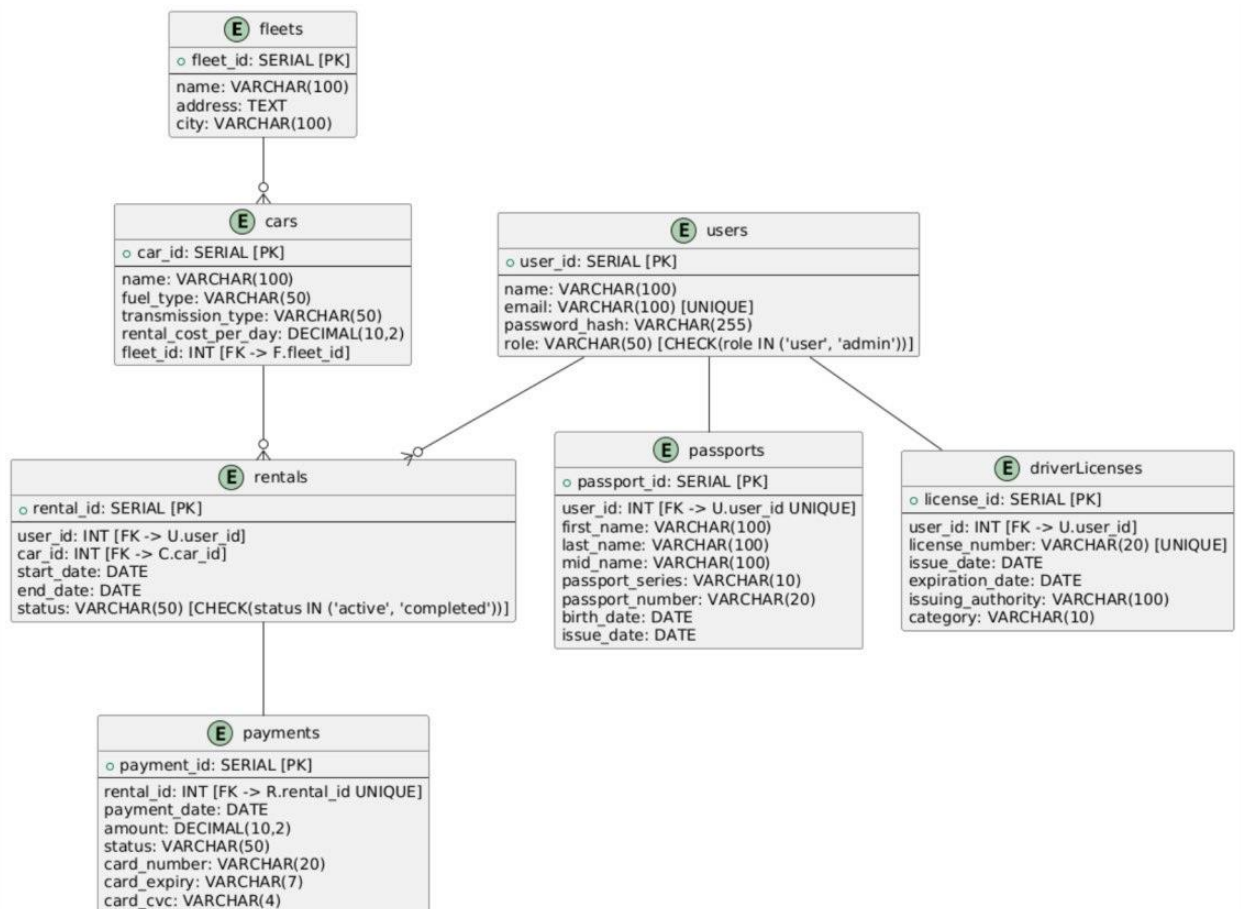 E fleets
fleet_id: SERIAL [PK]
name: VARCHAR(100)
address: TEXT
city: VARCHAR(100)
E cars
car_id: SERIAL [PK]
name: VARCHAR(100)
fuel_type: VARCHAR(50)
transmission_type: VARCHAR(50)
rental_cost_per_day: DECIMAL(10,2)
fleet_id: INT [FK -> F.fleet_id]
E users
user_id: SERIAL [PK]
name: VARCHAR(100)
email: VARCHAR(100) [UNIQUE]
password_hash: VARCHAR(255)
role: VARCHAR(50) [CHECK(role IN ('user', 'admin'))]
E rentals
rental_id: SERIAL [PK]
user_id: INT [FK -> U.user_id]
car_id: INT [FK -> C.car_id]
start_date: DATE
end_date: DATE
status: VARCHAR(50) [CHECK(status IN ('active', 'completed'))]
E passports
passport_id: SERIAL [PK]
user_id: INT [FK -> U.user_id UNIQUE]
first_name: VARCHAR(100)
last_name: VARCHAR(100)
mid_name: VARCHAR(100)
passport_series: VARCHAR(10)
passport_number: VARCHAR(20)
birth_date: DATE
issue_date: DATE
E driverLicenses
license_id: SERIAL [PK]
user_id: INT [FK -> U.user_id]
license_number: VARCHAR(20) [UNIQUE]
issue_date: DATE
expiration_date: DATE
issuing_authority: VARCHAR(100)
category: VARCHAR(10)
E payments
payment_id: SERIAL [PK]
rental_id: INT [FK -> R.rental_id UNIQUE]
payment_date: DATE
amount: DECIMAL(10,2)
status: VARCHAR(50)
card_number: VARCHAR(20)
card_expiry: VARCHAR(7)
card_cvc: VARCHAR(4)